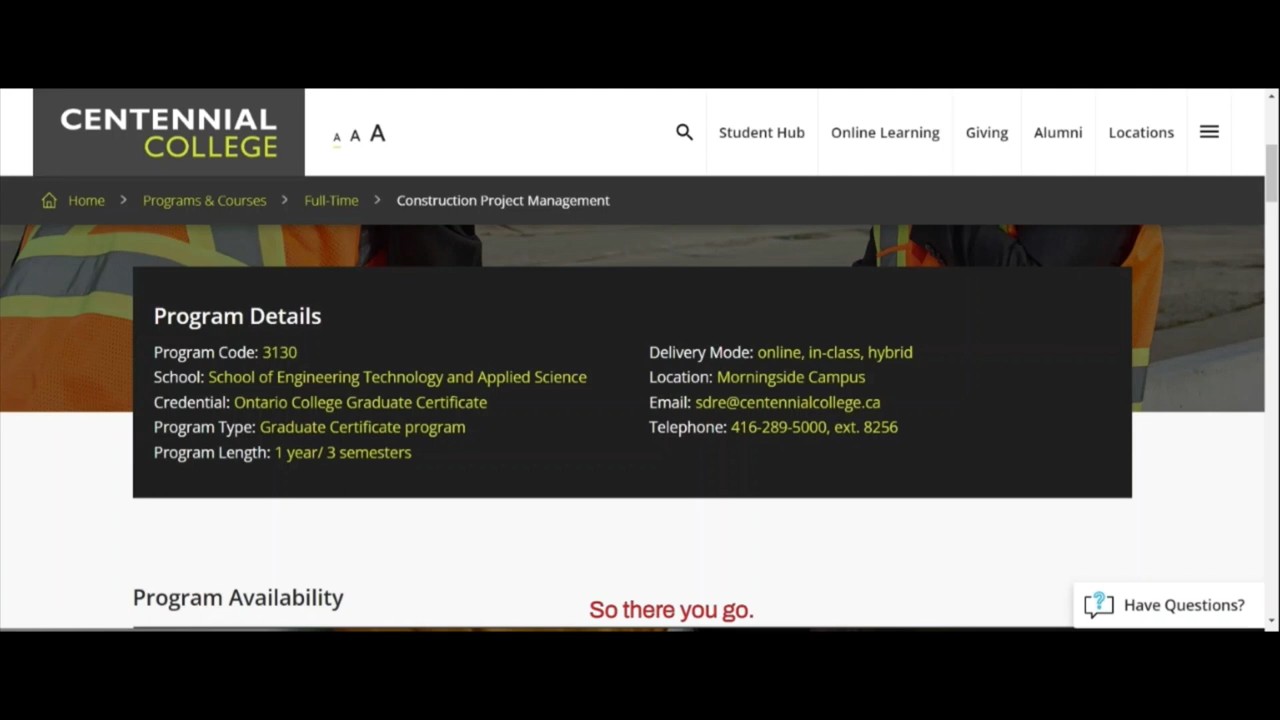 CENTENNIAL
COLLEGE
A A A
Student Hub
Online Learning
Giving
Alumni
Locations
Home > Programs & Courses > Full-Time > Construction Project Management
Program Details
Program Code: 3130
School: School of Engineering Technology and Applied Science
Credential: Ontario College Graduate Certificate
Program Type: Graduate Certificate program
Program Length: 1 year/ 3 semesters
Delivery Mode: online, in-class, hybrid
Location: Morningside Campus
Email: sdre@centennialcollege.ca
Telephone: 416-289-5000, ext. 8256
Program Availability
So there you go.
Have Questions?